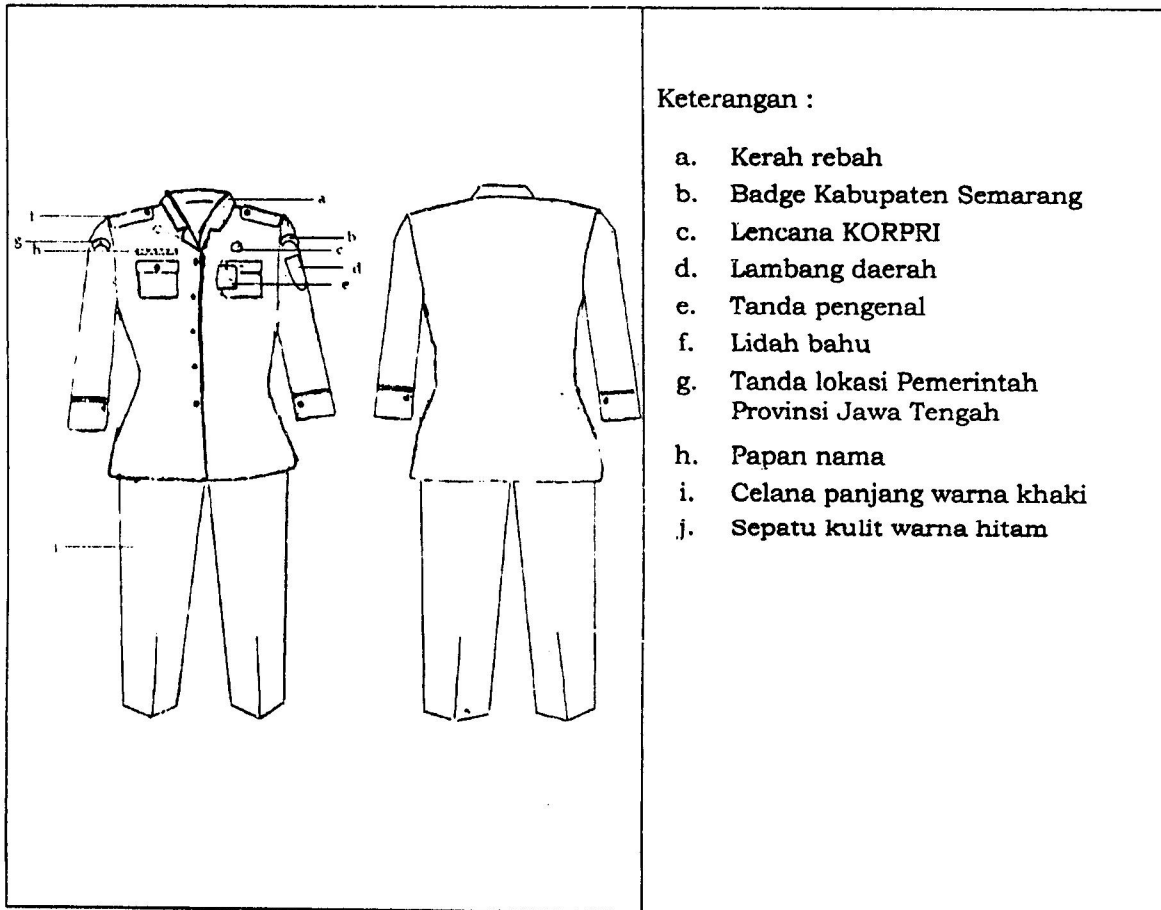 a
f
b
g
h
c
d
e
i
Keterangan :
a. Kerah rebah
b. Badge Kabupaten Semarang
c. Lencana KORPRI
d. Lambang daerah
e. Tanda pengenal
f. Lidah bahu
g. Tanda lokasi Pemerintah
Provinsi Jawa Tengah
h. Papan nama
i. Celana panjang warna khaki
j. Sepatu kulit warna hitam